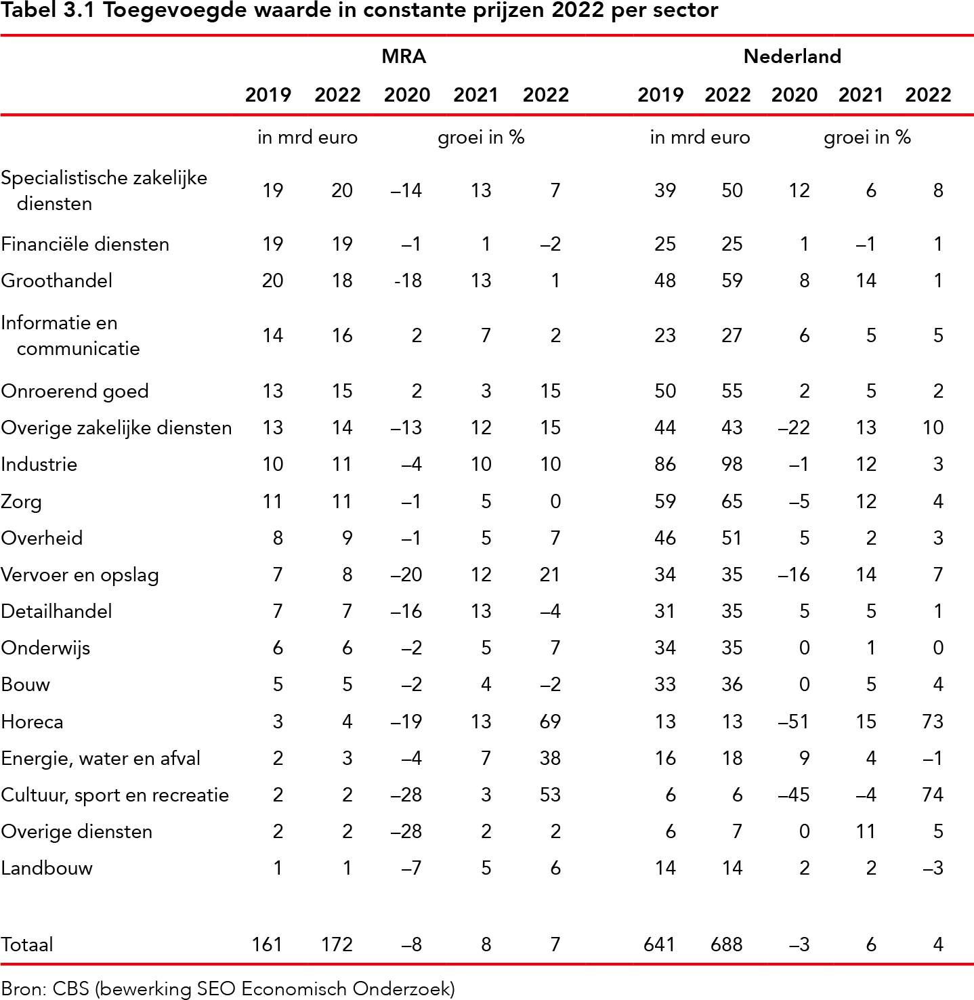 Tabel 3.1 Toegevoegde waarde in constante prijzen 2022 per sector
MRA Nederland
2019 2022 2020 2021 2022 2019 2022 2020 2021 2022
in mrd euro groei in % in mrd euro groei in %
Specialistische zakelijke
diensten 19 20 –14 13 7 39 50 12 6 8
Financiële diensten 19 19 –1 1 –2 25 25 1 –1 1
Groothandel 20 18 -18 13 1 48 59 8 14 1
Informatie en
communicatie 14 16 2 7 2 23 27 6 5 5
Onroerend goed 13 15 2 3 15 50 55 2 5 2
Overige zakelijke diensten 13 14 –13 12 15 44 43 –22 13 10
Industrie 10 11 –4 10 10 86 98 –1 12 3
Zorg 11 11 –1 5 0 59 65 –5 12 4
Overheid 8 9 –1 5 7 46 51 5 2 3
Vervoer en opslag 7 8 –20 12 21 34 35 –16 14 7
Detailhandel 7 7 –16 13 –4 31 35 5 5 1
Onderwijs 6 6 –2 5 7 34 35 0 1 0
Bouw 5 5 –2 4 –2 33 36 0 5 4
Horeca 3 4 –19 13 69 13 13 –51 15 73
Energie, water en afval 2 3 –4 7 38 16 18 9 4 –1
Cultuur, sport en recreatie 2 2 –28 3 53 6 6 –45 –4 74
Overige diensten 2 2 –28 2 2 6 7 0 11 5
Landbouw 1 1 –7 5 6 14 14 2 2 –3
Totaal 161 172 –8 8 7 641 688 –3 6 4
Bron: CBS (bewerking SEO Economisch Onderzoek)